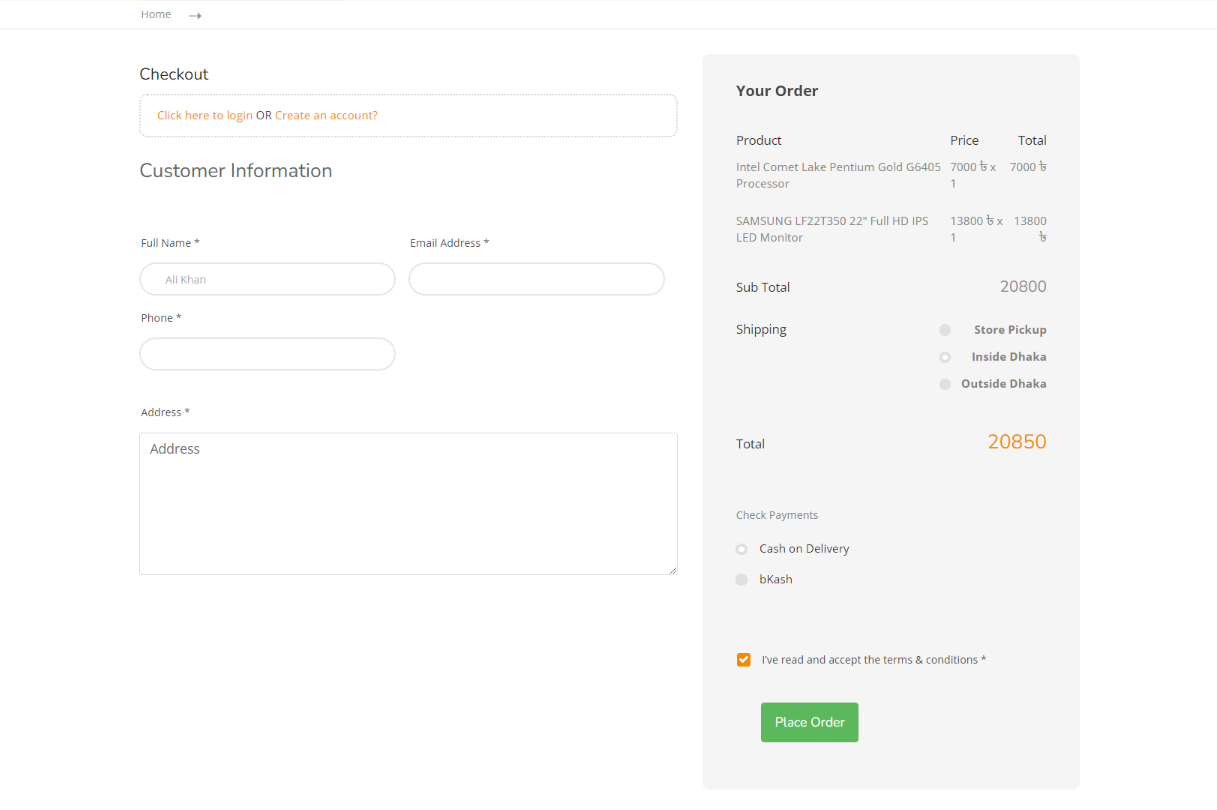 Home
Checkout
Click here to login OR Create an account?
Customer Information
Full Name * Email Address *
Ali Khan
Phone *
Address *
Address
Your Order
Product Price Total
Intel Comet Lake Pentium Gold G6405 7000 ৳ x 7000 ৳
Processor 1
SAMSUNG LF22T350 22" Full HD IPS 13800 ৳ x 13800
LED Monitor 1 ৳
Sub Total 20800
Shipping Store Pickup
Inside Dhaka
Outside Dhaka
Total 20850
Check Payments
Cash on Delivery
bKash
I've read and accept the terms & conditions *
Place Order